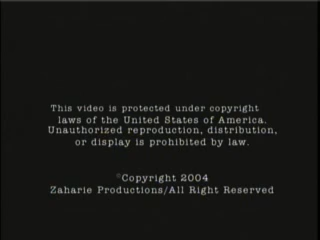 This video is protected under copyright
laws of the United States of America.
Unauthorized reproduction, distribution,
or display is prohibited by law.
©Copyright 2004
Zaharie Productions/All Right Reserved